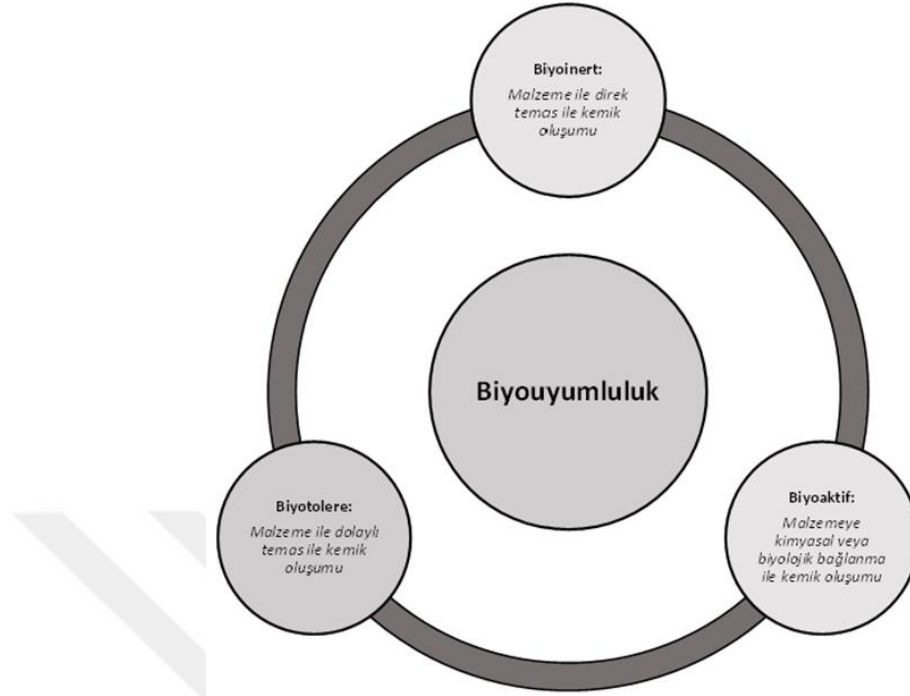 Biyoinert:
Malzeme ile direk
temas ile kemik
oluşumu
Biyouyumluluk
Biyotolere:
Malzeme ile dolaylı
temas ile kemik
oluşumu
Biyoaktif:
Malzemeye
kimyasal veya
biyolojik bağlanma
ile kemik oluşumu